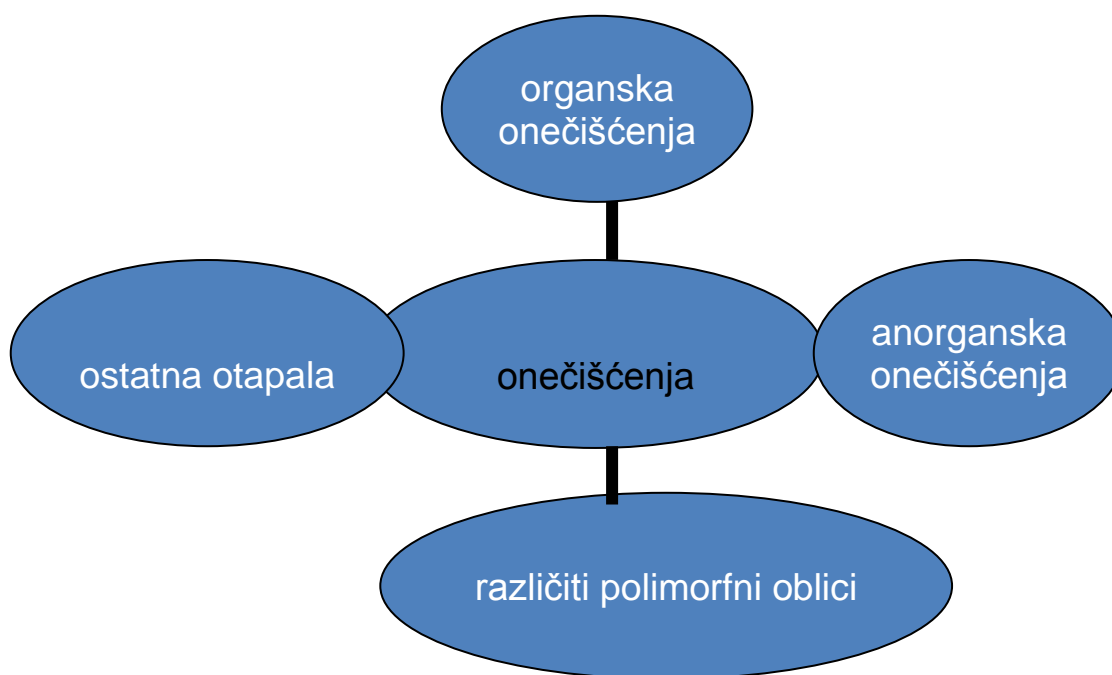 organska
onečišćenja
ostatna otapala
onečišćenja
anorganska
onečišćenja
različiti polimorfni oblici